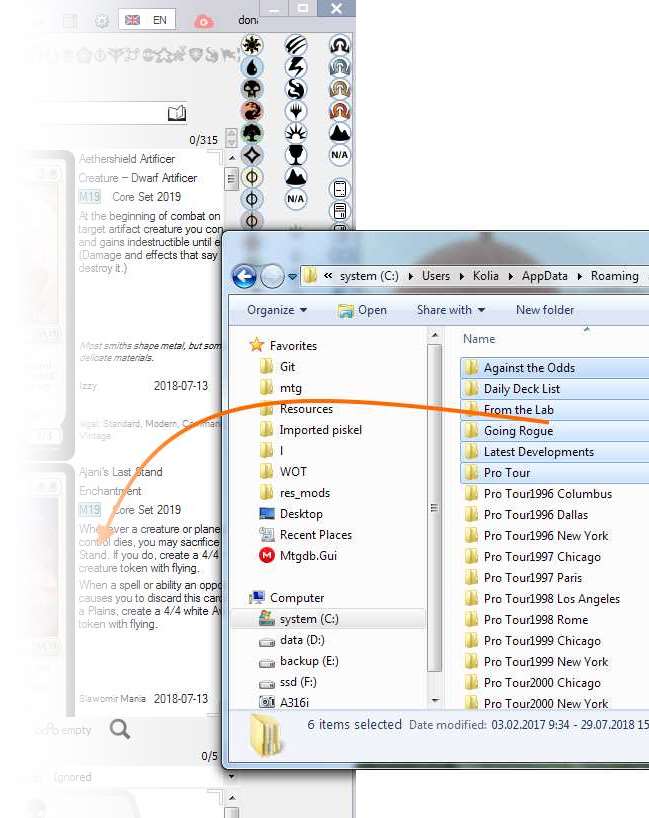 EN
dona
0/315
N/A
N/A
Aethershield Artificer
Creature – Dwarf Artificer
M19 Core Set 2019
At the beginning of combat on
target artifact creature you con
and gains indestructible until e
(Damage and effects that say
destroy it.)
Most smiths shape metal, but som
delicate materials.
Izzy 2018-07-13
Legal: Standard, Modern, Comman
Vintage
Ajani's Last Stand
Enchantment
M19 Core Set 2019
Whenever a creature or plane
control dies, you may sacrifice
Stand. If you do, create a 4/4
creature token with flying.
When a spell or ability an oppo
causes you to discard this card
a Plains, create a 4/4 white Av
token with flying.
Slawomir Mania 2018-07-13
empty
0/5
Ignored
« system (C:) Users Kolia AppData Roaming
Organize Open Share with New folder
Favorites
Git
mtg
Resources
Imported piskel
l
WOT
res_mods
Desktop
Recent Places
Mtgdb.Gui
Computer
system (C:)
data (D:)
backup (E:)
ssd (F:)
A316i
Name
Against the Odds
Daily Deck List
From the Lab
Going Rogue
Latest Developments
Pro Tour
Pro Tour1996 Columbus
Pro Tour1996 Dallas
Pro Tour1996 New York
Pro Tour1997 Chicago
Pro Tour1997 Paris
Pro Tour1998 Los Angeles
Pro Tour1998 Rome
Pro Tour1999 Chicago
Pro Tour1999 New York
Pro Tour2000 Chicago
Pro Tour2000 New York
6 items selected Date modified: 03.02.2017 9:34 - 29.07.2018 15